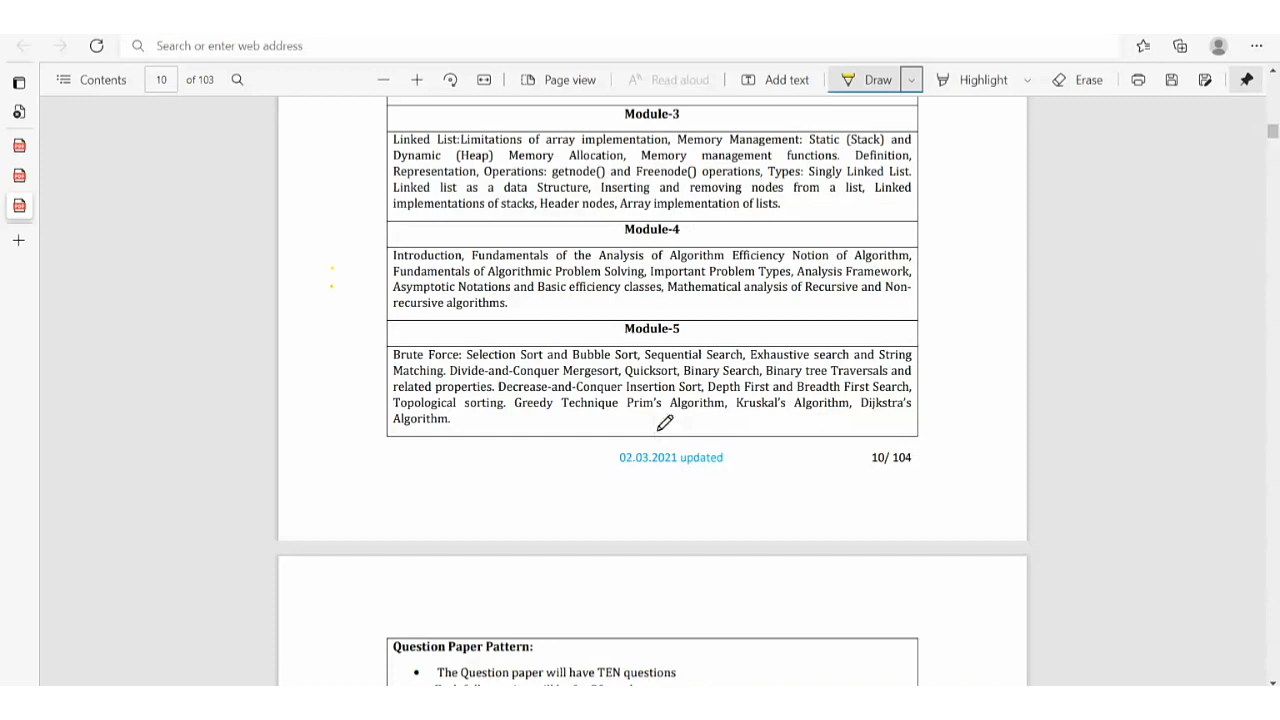 Search or enter web address
Contents 10 of 103 Page view Read aloud Add text Draw Highlight Erase
Module-3
Linked List:Limitations of array implementation, Memory Management: Static (Stack) and
Dynamic (Heap) Memory Allocation, Memory management functions. Definition,
Representation, Operations: getnode() and Freenode() operations, Types: Singly Linked List.
Linked list as a data Structure, Inserting and removing nodes from a list, Linked
implementations of stacks, Header nodes, Array implementation of lists.
Module-4
Introduction, Fundamentals of the Analysis of Algorithm Efficiency Notion of Algorithm,
Fundamentals of Algorithmic Problem Solving, Important Problem Types, Analysis Framework,
Asymptotic Notations and Basic efficiency classes, Mathematical analysis of Recursive and Non-
recursive algorithms.
Module-5
Brute Force: Selection Sort and Bubble Sort, Sequential Search, Exhaustive search and String
Matching. Divide-and-Conquer Mergesort, Quicksort, Binary Search, Binary tree Traversals and
related properties. Decrease-and-Conquer Insertion Sort, Depth First and Breadth First Search,
Topological sorting. Greedy Technique Prim's Algorithm, Kruskal's Algorithm, Dijkstra's
Algorithm.
02.03.2021 updated 10/ 104
Question Paper Pattern:
• The Question paper will have TEN questions